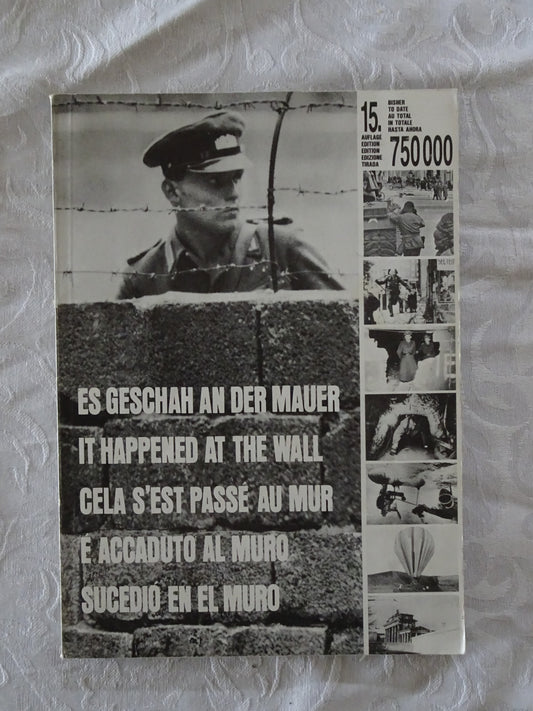 15.
AUFLAGE
EDITION
EDITION
EDIZIONE
TIRADA
BISHER
TO DATE
AU TOTAL
IN TOTALE
HASTA AHORA
750 000
ES GESCHAH AN DER MAUER
IT HAPPENED AT THE WALL
CELA S'EST PASSÉ AU MUR
É ACCADUTO AL MURO
SUCEDIÓ EN EL MURO